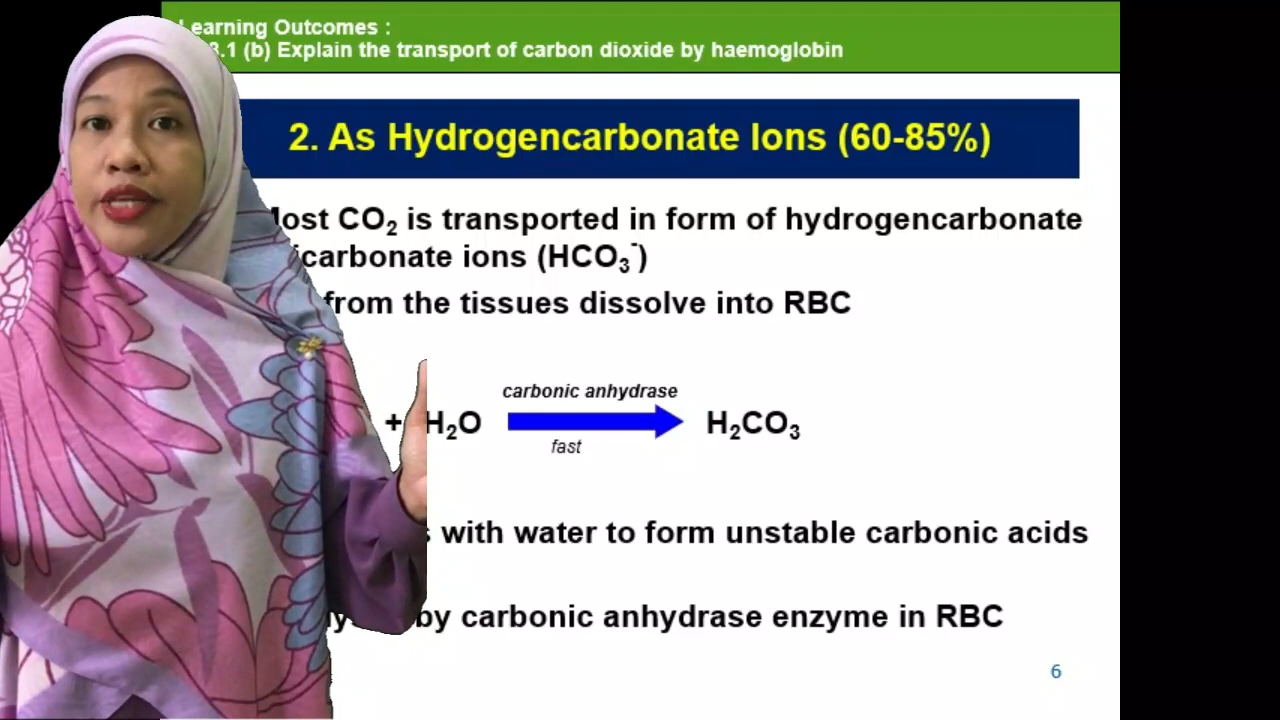 Learning Outcomes :
3.1 (b) Explain the transport of carbon dioxide by haemoglobin
2. As Hydrogencarbonate Ions (60-85%)
Most CO₂ is transported in form of hydrogencarbonate
ions (HCO₃⁻)
from the tissues dissolve into RBC
carbonic anhydrase
+ H₂O H₂CO₃
fast
with water to form unstable carbonic acids
by carbonic anhydrase enzyme in RBC
6